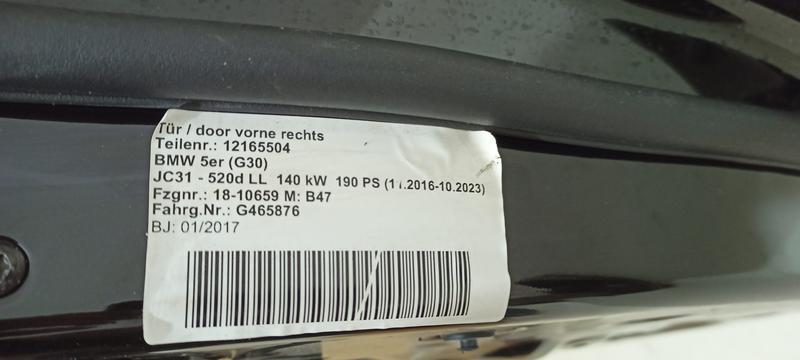 Tür / door vorne rechts
Teilenr.: 12165504
BMW 5er (G30)
JC31 - 520d LL 140 kW 190 PS (11.2016-10.2023)
Fzgnr.: 18-10659 M: B47
Fahrg.Nr.: G465876
BJ: 01/2017